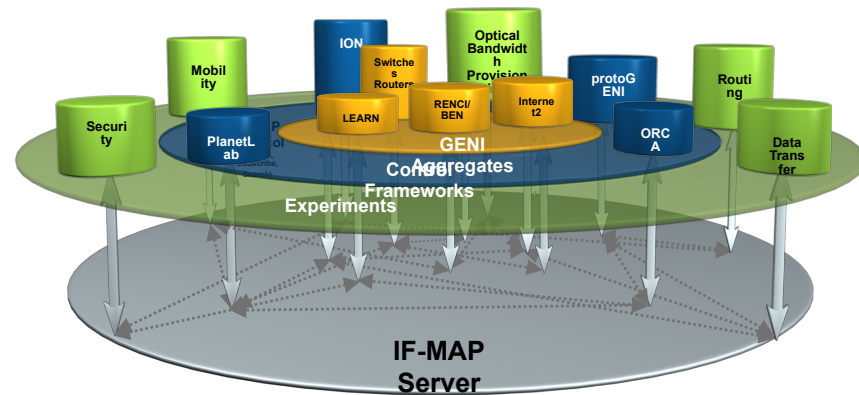 ION
Optical
Bandwidt
h
Provision
Switche
s
Routers
Mobil
ity
protoG
ENI
Routi
ng
Securi
ty
PlanetL
ab
LEARN
RENCI/
BEN
Interne
t2
ORC
A
Data
Trans
fer
GENI
Aggregates
Control
Frameworks
Experiments
IF-MAP
Server